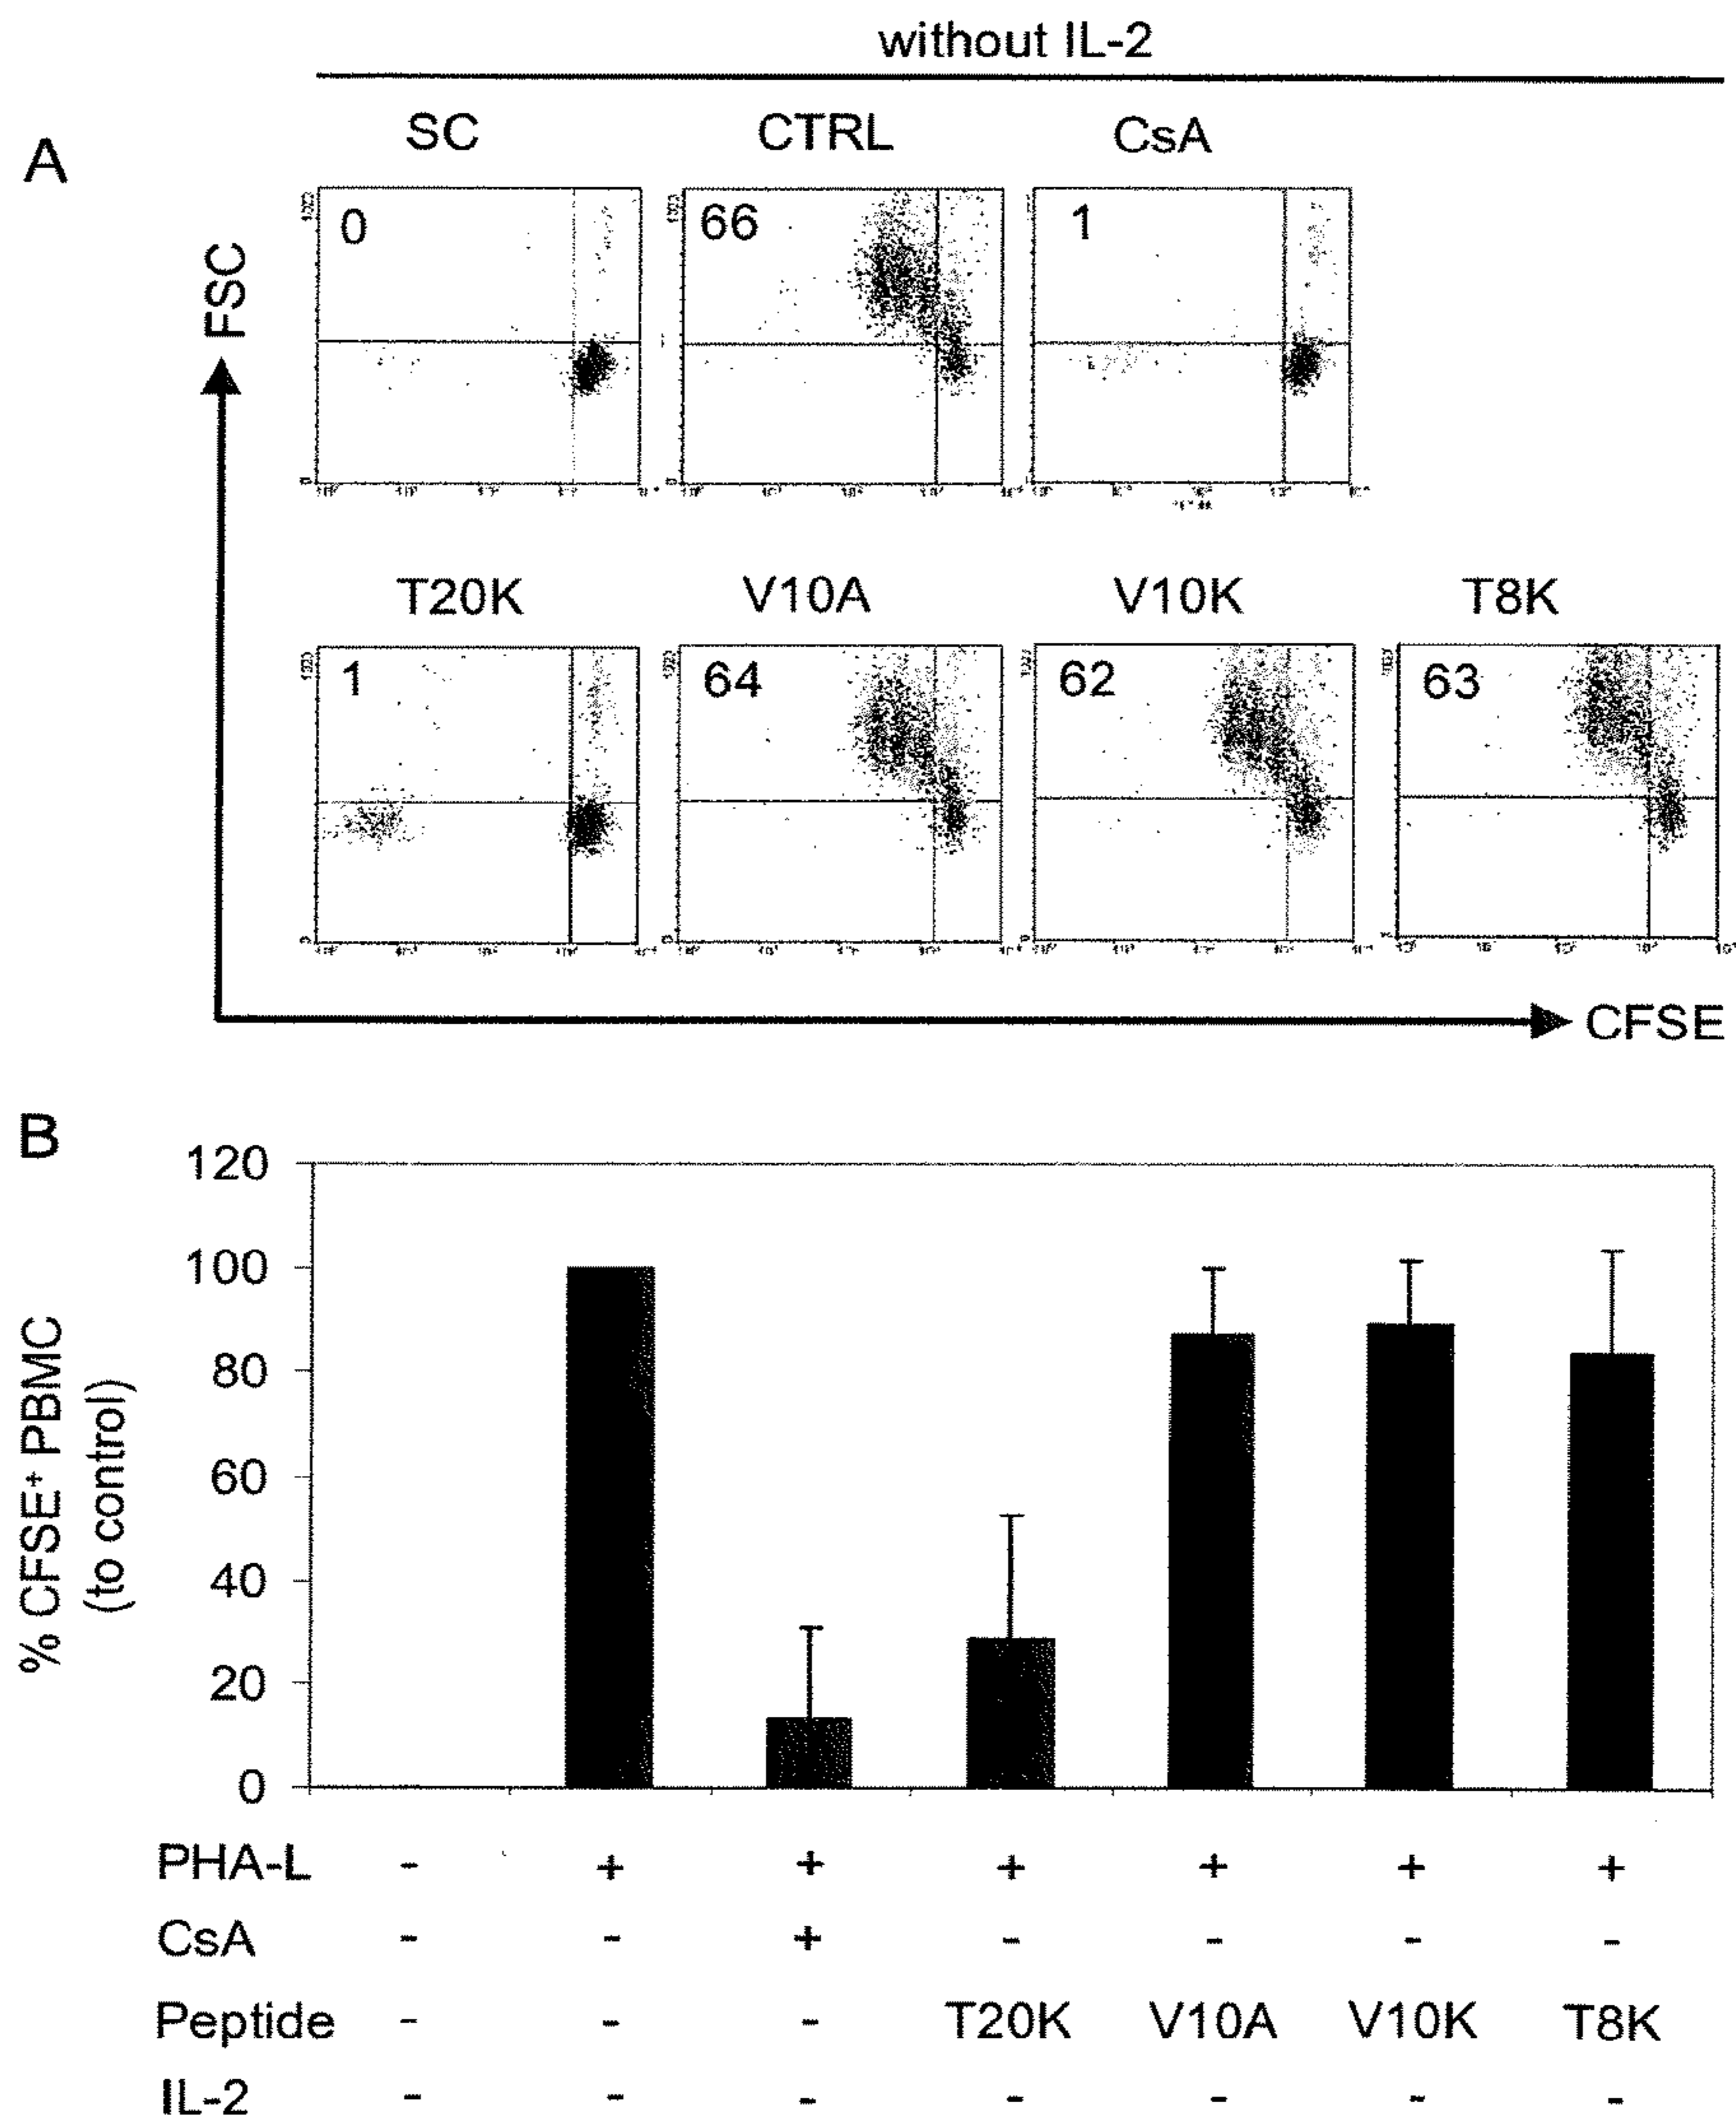 without IL-2
SC CTRL CsA
A
0 66 1
FSC
T20K V10A V10K T8K
1 64 62 63
CFSE
B
120
100
80
60
40
20
0
% CFSE⁺ PBMC
(to control)
PHA-L - + + + + + +
CsA - - + - - - -
Peptide - - - T20K V10A V10K T8K
IL-2 - - - - - - -